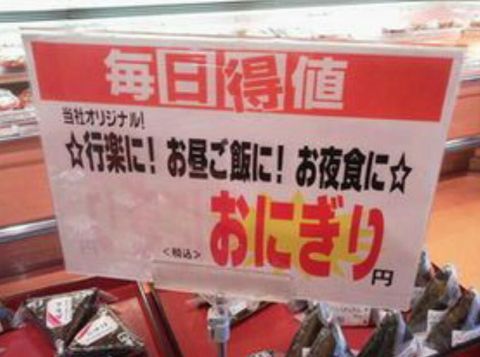 毎日得値
当社オリジナル!
☆行楽に! お昼ご飯に! お夜食に☆
おにぎり
<税込>
円